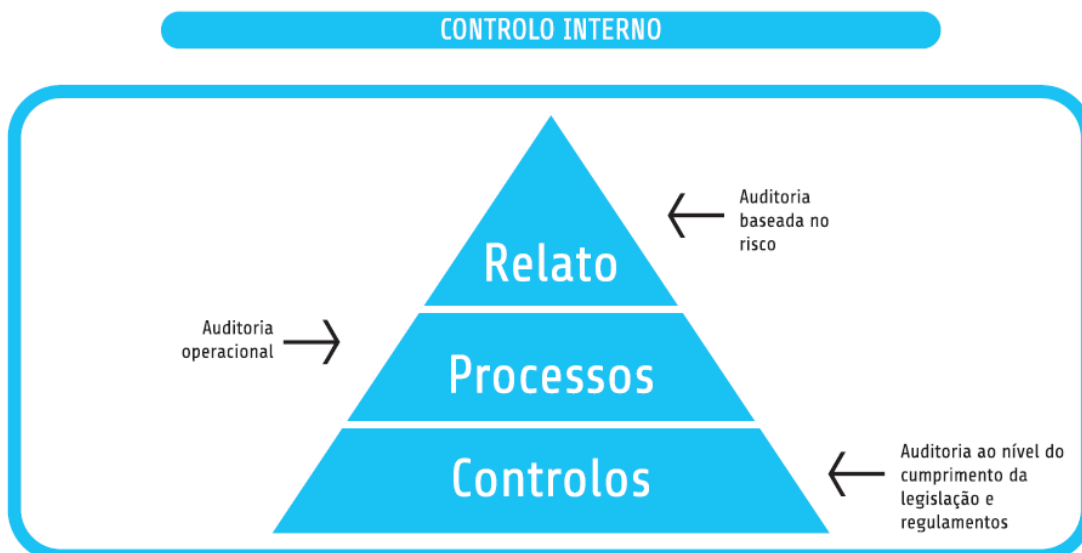 CONTROLO INTERNO
Auditoria
baseada no
risco
Relato
Auditoria
operacional
Processos
Controlos
Auditoria ao nível do
cumprimento da
legislação e
regulamentos